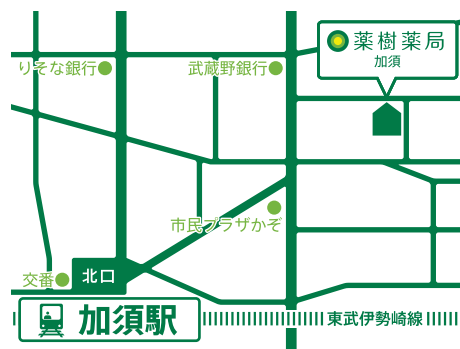 薬樹薬局
加須
りそな銀行
武蔵野銀行
市民プラザかぞ
交番
北口
加須駅
東武伊勢崎線